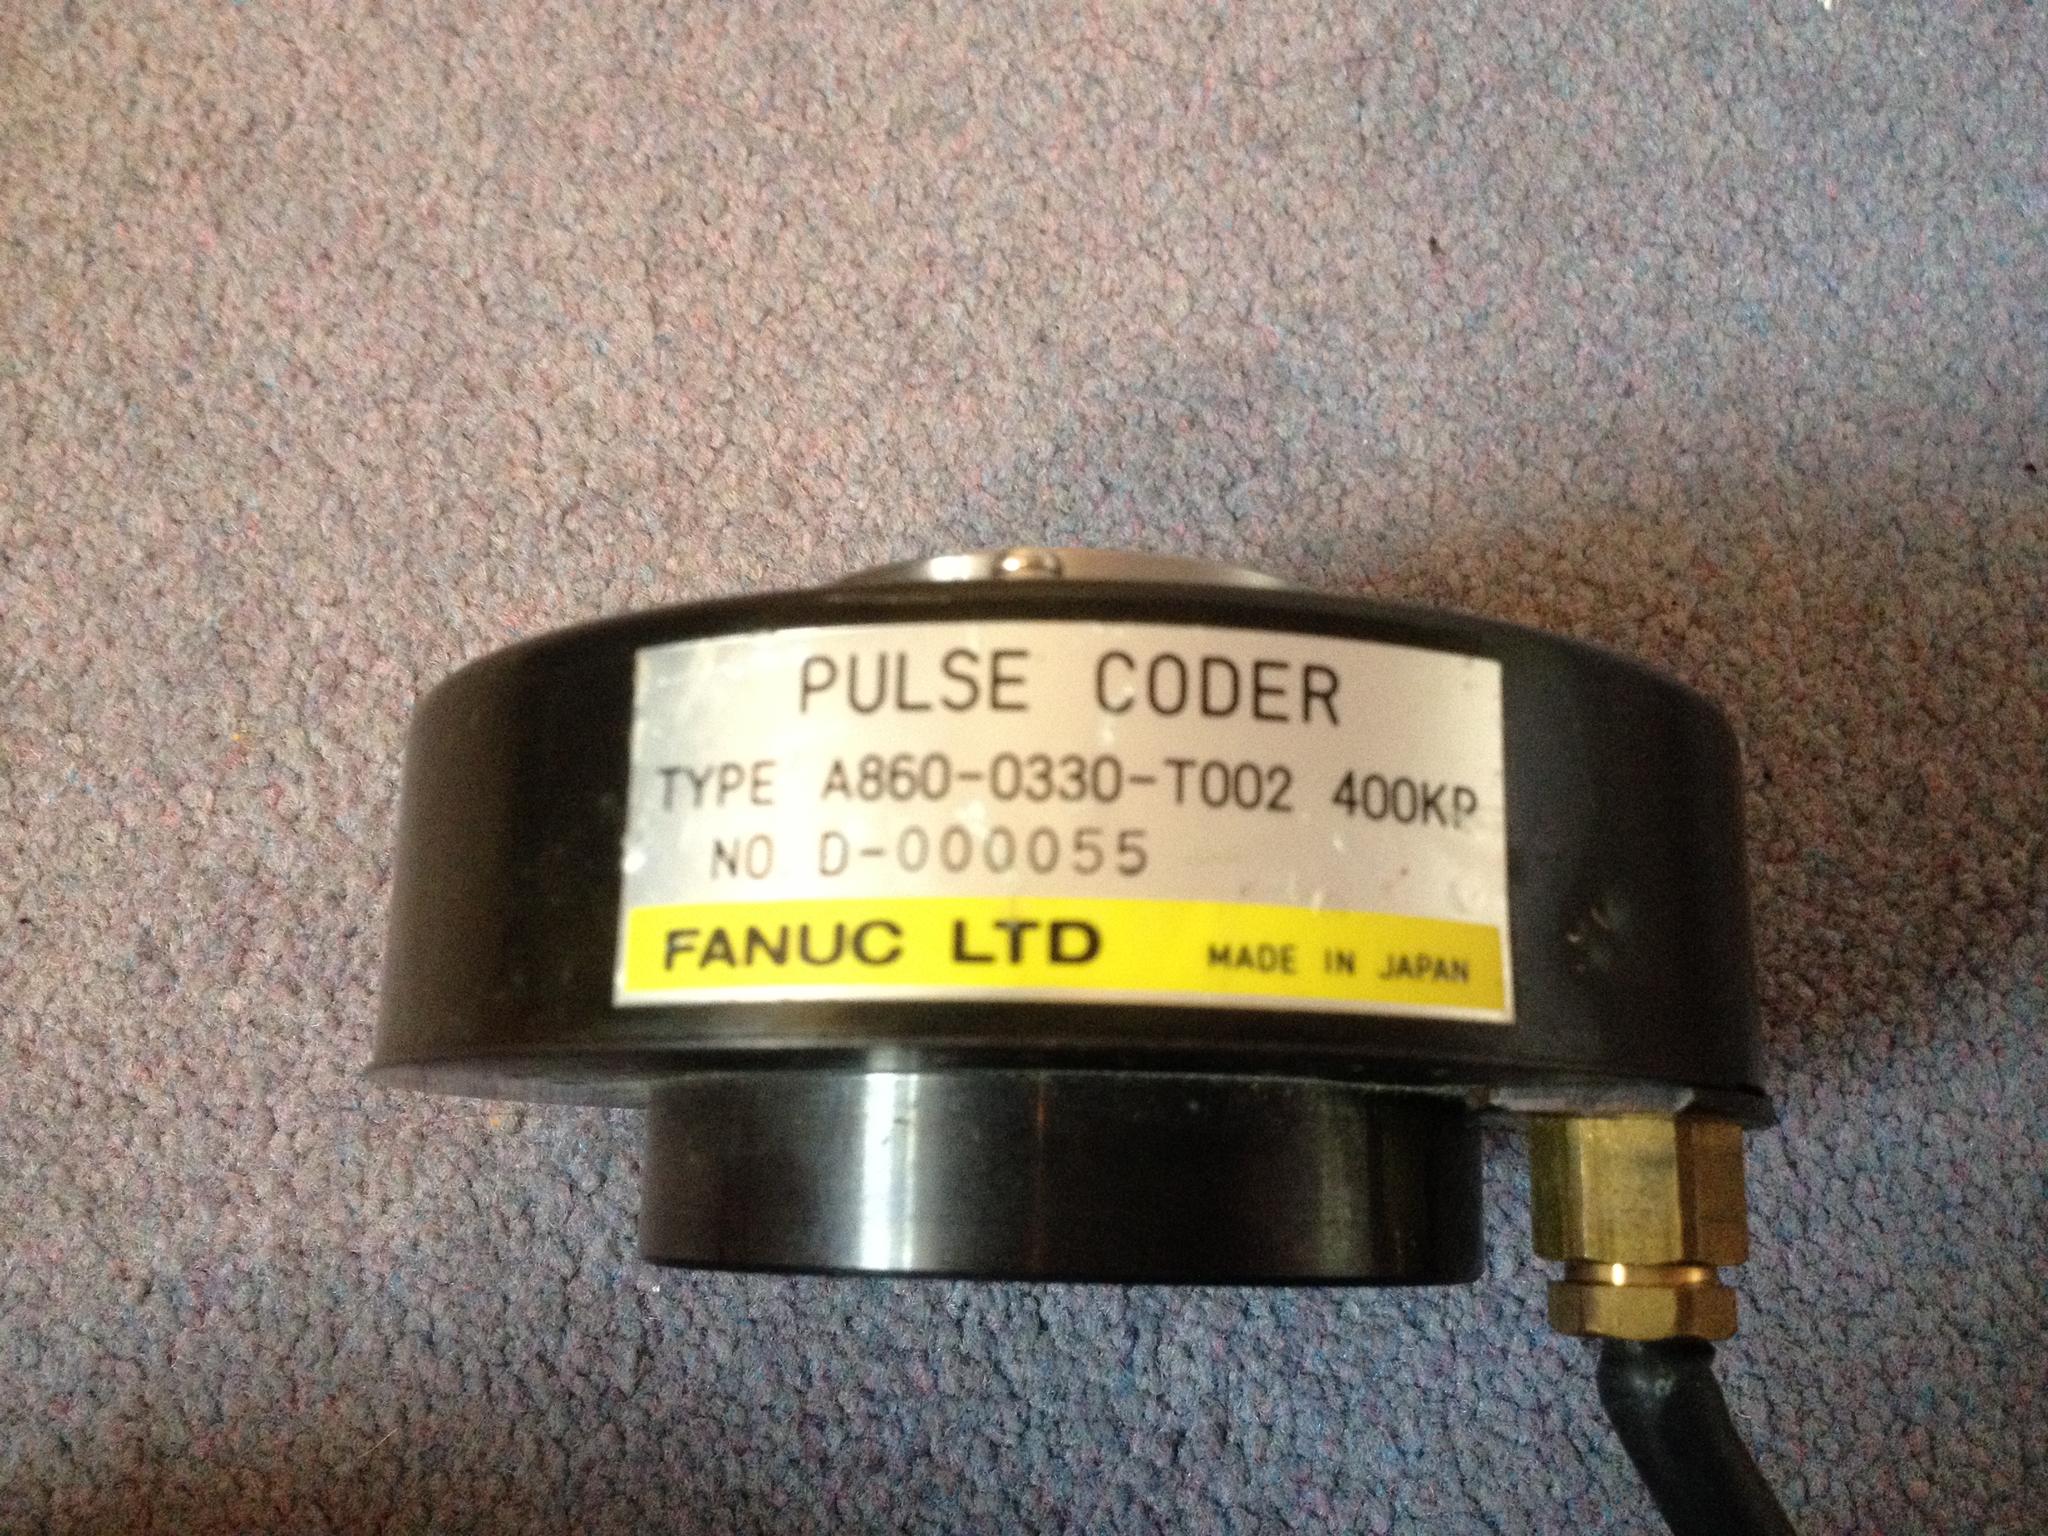 PULSE CODER
TYPE A860-0330-T002 400KP
NO D-000055
FANUC LTD MADE IN JAPAN